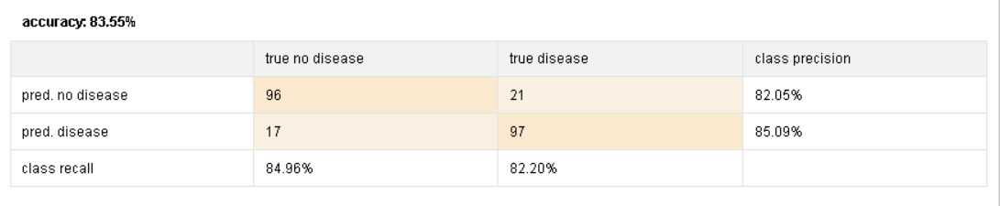 accuracy: 83.55%
true no disease true disease class precision
pred. no disease 96 21 82.05%
pred. disease 17 97 85.09%
class recall 84.96% 82.20%